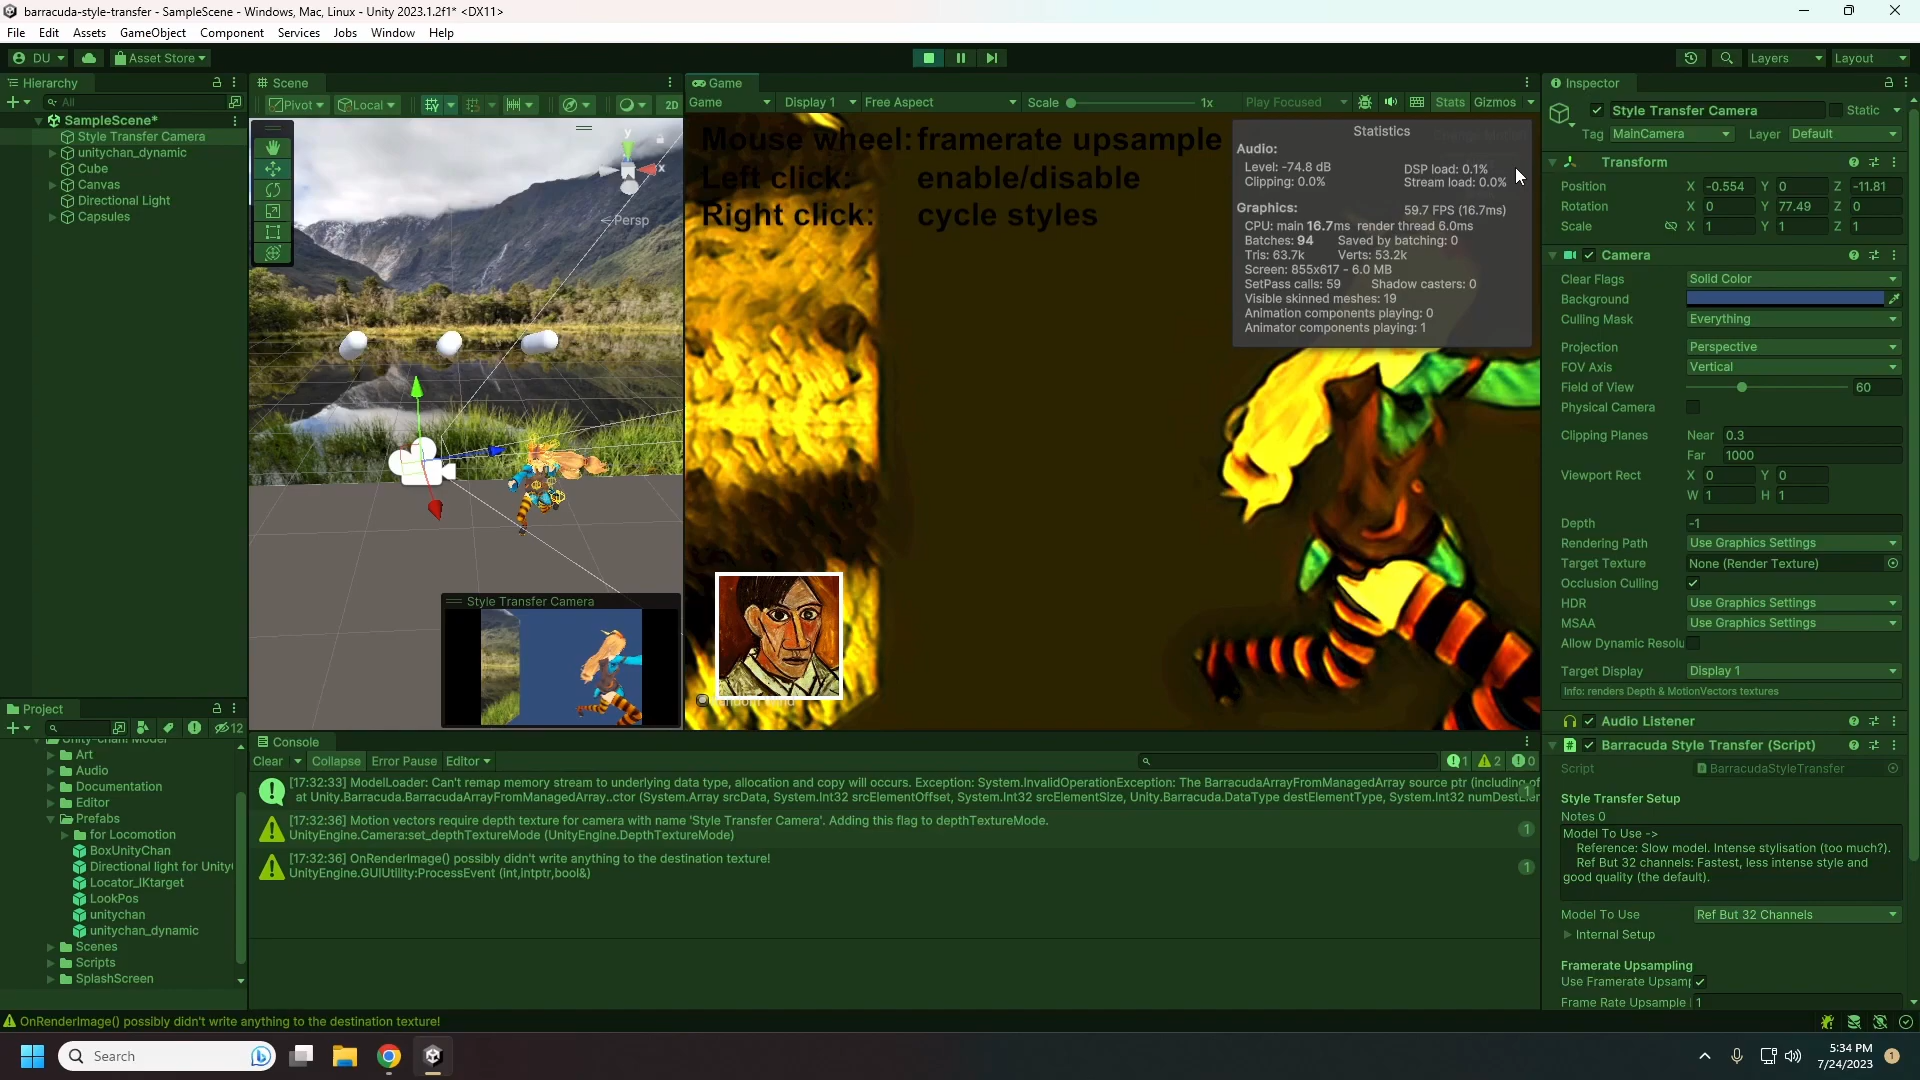 barracuda-style-transfer - SampleScene - Windows, Mac, Linux - Unity 2023.1.2f1* <DX11>
File Edit Assets GameObject Component Services Jobs Window Help
DU Asset Store Layers Layout
Hierarchy
All
SampleScene*
Style Transfer Camera
unitychan_dynamic
Cube
Canvas
Directional Light
Capsules
Scene
Pivot Local 2D
y
x
Persp
Style Transfer Camera
Game
Game Display 1 Free Aspect Scale 1x Play Focused Stats Gizmos
Mouse wheel: framerate upsample
Left click: enable/disable
Right click: cycle styles
Statistics
Audio:
Level: -74.8 dB DSP load: 0.1%
Clipping: 0.0% Stream load: 0.0%
Graphics: 59.7 FPS (16.7ms)
CPU: main 16.7ms render thread 6.0ms
Batches: 94 Saved by batching: 0
Tris: 63.7k Verts: 53.2k
Screen: 855x617 - 6.0 MB
SetPass calls: 59 Shadow casters: 0
Visible skinned meshes: 19
Animation components playing: 0
Animator components playing: 1
Project
12
Art
Audio
Documentation
Editor
Prefabs
for Locomotion
BoxUnityChan
Directional light for Unity
Locator_IKtarget
LookPos
unitychan
unitychan_dynamic
Scenes
Scripts
SplashScreen
Console
Clear Collapse Error Pause Editor 1 2 0
[17:32:33] ModelLoader: Can't remap memory stream to underlying data type, allocation and copy will occurs. Exception: System.InvalidOperationException: The BarracudaArrayFromManagedArray source ptr (including of
at Unity.Barracuda.BarracudaArrayFromManagedArray..ctor (System.Array srcData, System.Int32 srcElementOffset, System.Int32 srcElementSize, Unity.Barracuda.DataType destElementType, System.Int32 numDestElemen
1
[17:32:36] Motion vectors require depth texture for camera with name 'Style Transfer Camera'. Adding this flag to depthTextureMode.
UnityEngine.Camera:set_depthTextureMode (UnityEngine.DepthTextureMode)
1
[17:32:36] OnRenderImage() possibly didn't write anything to the destination texture!
UnityEngine.GUIUtility:ProcessEvent (int,intptr,bool&)
1
Inspector
Style Transfer Camera Static
Tag MainCamera Layer Default
Transform
Position X -0.554 Y 0 Z -11.81
Rotation X 0 Y 77.49 Z 0
Scale X 1 Y 1 Z 1
Camera
Clear Flags Solid Color
Background
Culling Mask Everything
Projection Perspective
FOV Axis Vertical
Field of View 60
Physical Camera
Clipping Planes Near 0.3
Far 1000
Viewport Rect X 0 Y 0
W 1 H 1
Depth -1
Rendering Path Use Graphics Settings
Target Texture None (Render Texture)
Occlusion Culling
HDR Use Graphics Settings
MSAA Use Graphics Settings
Allow Dynamic Resolu
Target Display Display 1
Info: renders Depth & MotionVectors textures
Audio Listener
Barracuda Style Transfer (Script)
Script BarracudaStyleTransfer
Style Transfer Setup
Notes 0
Model To Use ->
Reference: Slow model. Intense stylisation (too much?).
Ref But 32 channels: Fastest, less intense style and
good quality (the default).
Model To Use Ref But 32 Channels
Internal Setup
Framerate Upsampling
Use Framerate Upsamp
Frame Rate Upsample 1
OnRenderImage() possibly didn't write anything to the destination texture!
Search
5:34 PM
7/24/2023
1